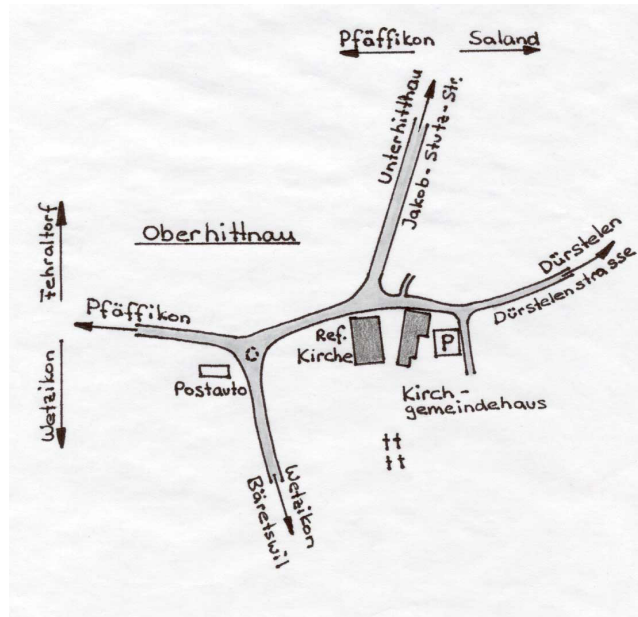 Pfäffikon Saland
Unterhittnau
Jakob-Stutz-Str.
Fehraltorf
Oberhittnau
Dürstelen
Dürstelenstrasse
Pfäffikon
Ref.
Kirche
P
Wetzikon
Postauto
Kirch-
gemeindehaus
Wetzikon
Bäretswil